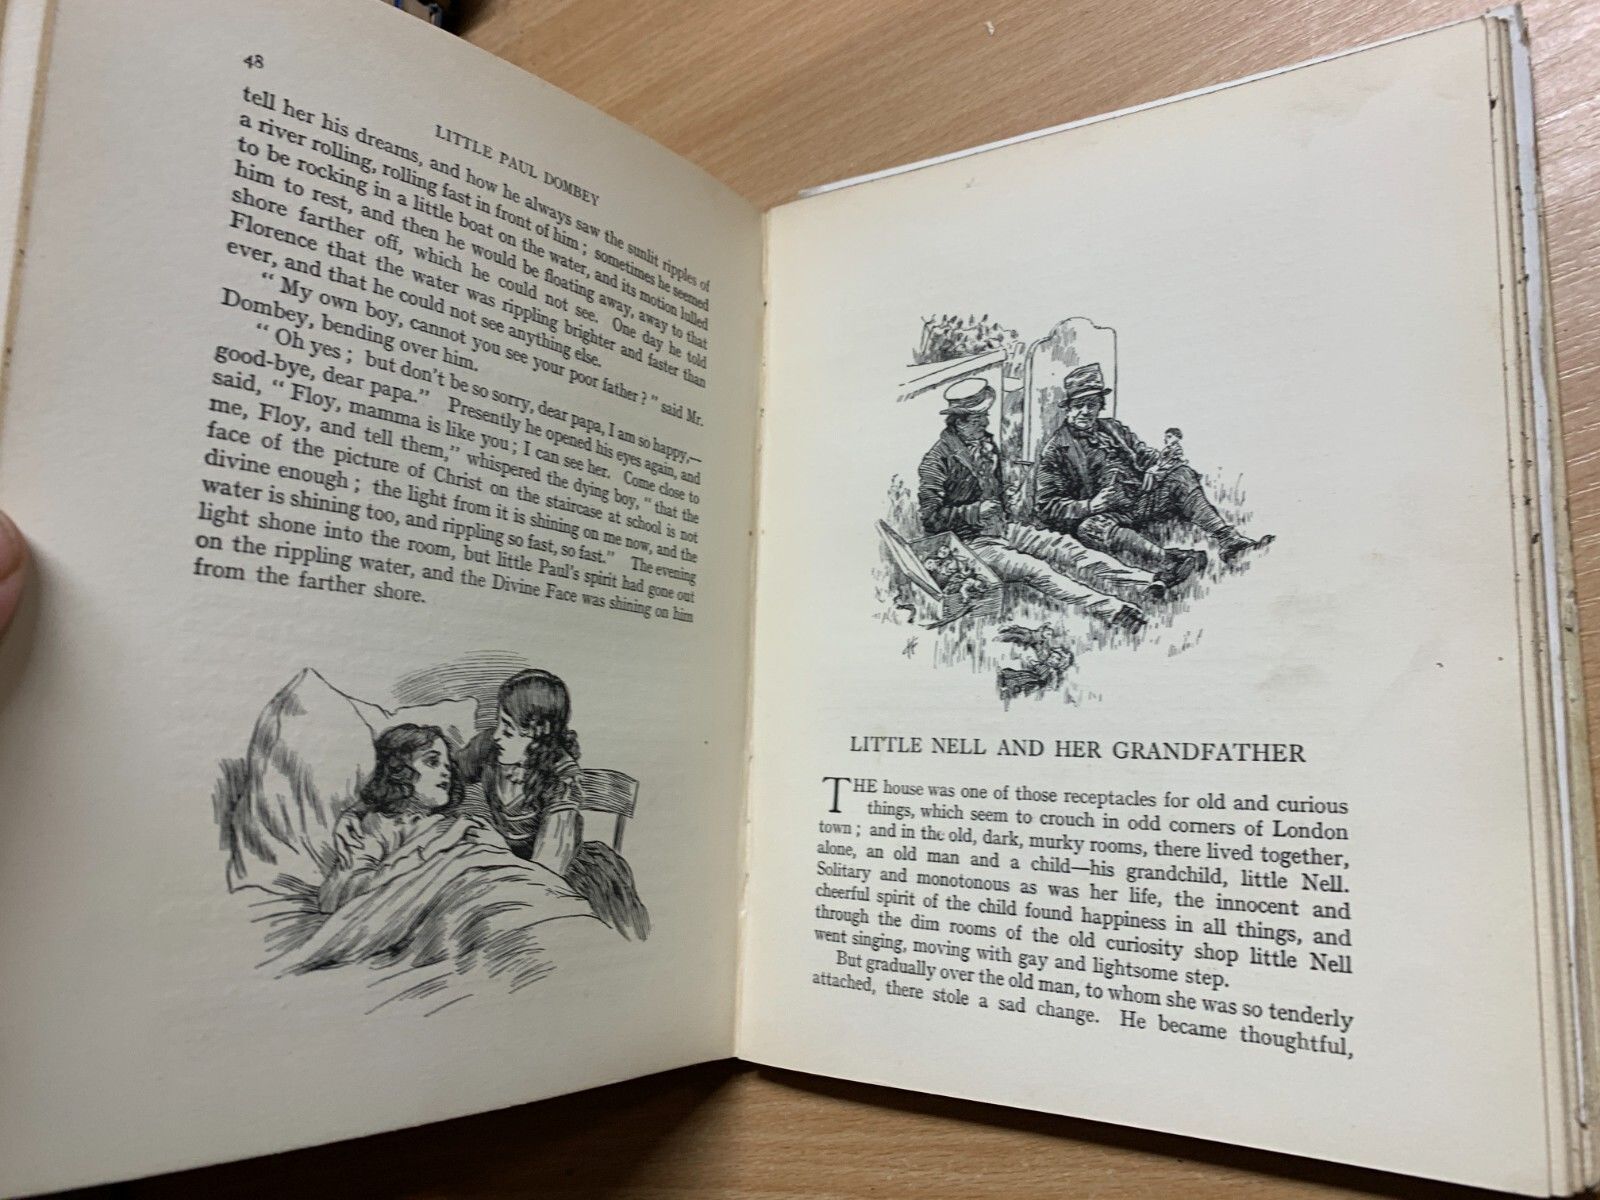 48
LITTLE PAUL DOMBEY
tell her his dreams, and how he always saw the sunlit ripples of
a river rolling, rolling fast in front of him; sometimes he seemed
to be rocking in a little boat on the water, and its motion lulled
him to rest, and then he would be floating away, away to that
shore farther off, which he could not see. One day he told
Florence that the water was rippling brighter and faster than
ever, and that he could not see anything else.
“My own boy, cannot you see your poor father?” said Mr.
Dombey, bending over him.
“Oh yes; but don't be so sorry, dear papa, I am so happy,—
good-bye, dear papa.” Presently he opened his eyes again, and
said, “Floy, mamma is like you; I can see her. Come close to
me, Floy, and tell them,” whispered the dying boy, “that the
face of the picture of Christ on the staircase at school is not
divine enough; the light from it is shining on me now, and the
water is shining too, and rippling so fast, so fast.” The evening
light shone into the room, but little Paul's spirit had gone out
on the rippling water, and the Divine Face was shining on him
from the farther shore.
LITTLE NELL AND HER GRANDFATHER
THE house was one of those receptacles for old and curious
things, which seem to crouch in odd corners of London
town; and in the old, dark, murky rooms, there lived together,
alone, an old man and a child—his grandchild, little Nell.
Solitary and monotonous as was her life, the innocent and
cheerful spirit of the child found happiness in all things, and
through the dim rooms of the old curiosity shop little Nell
went singing, moving with gay and lightsome step.
But gradually over the old man, to whom she was so tenderly
attached, there stole a sad change. He became thoughtful,